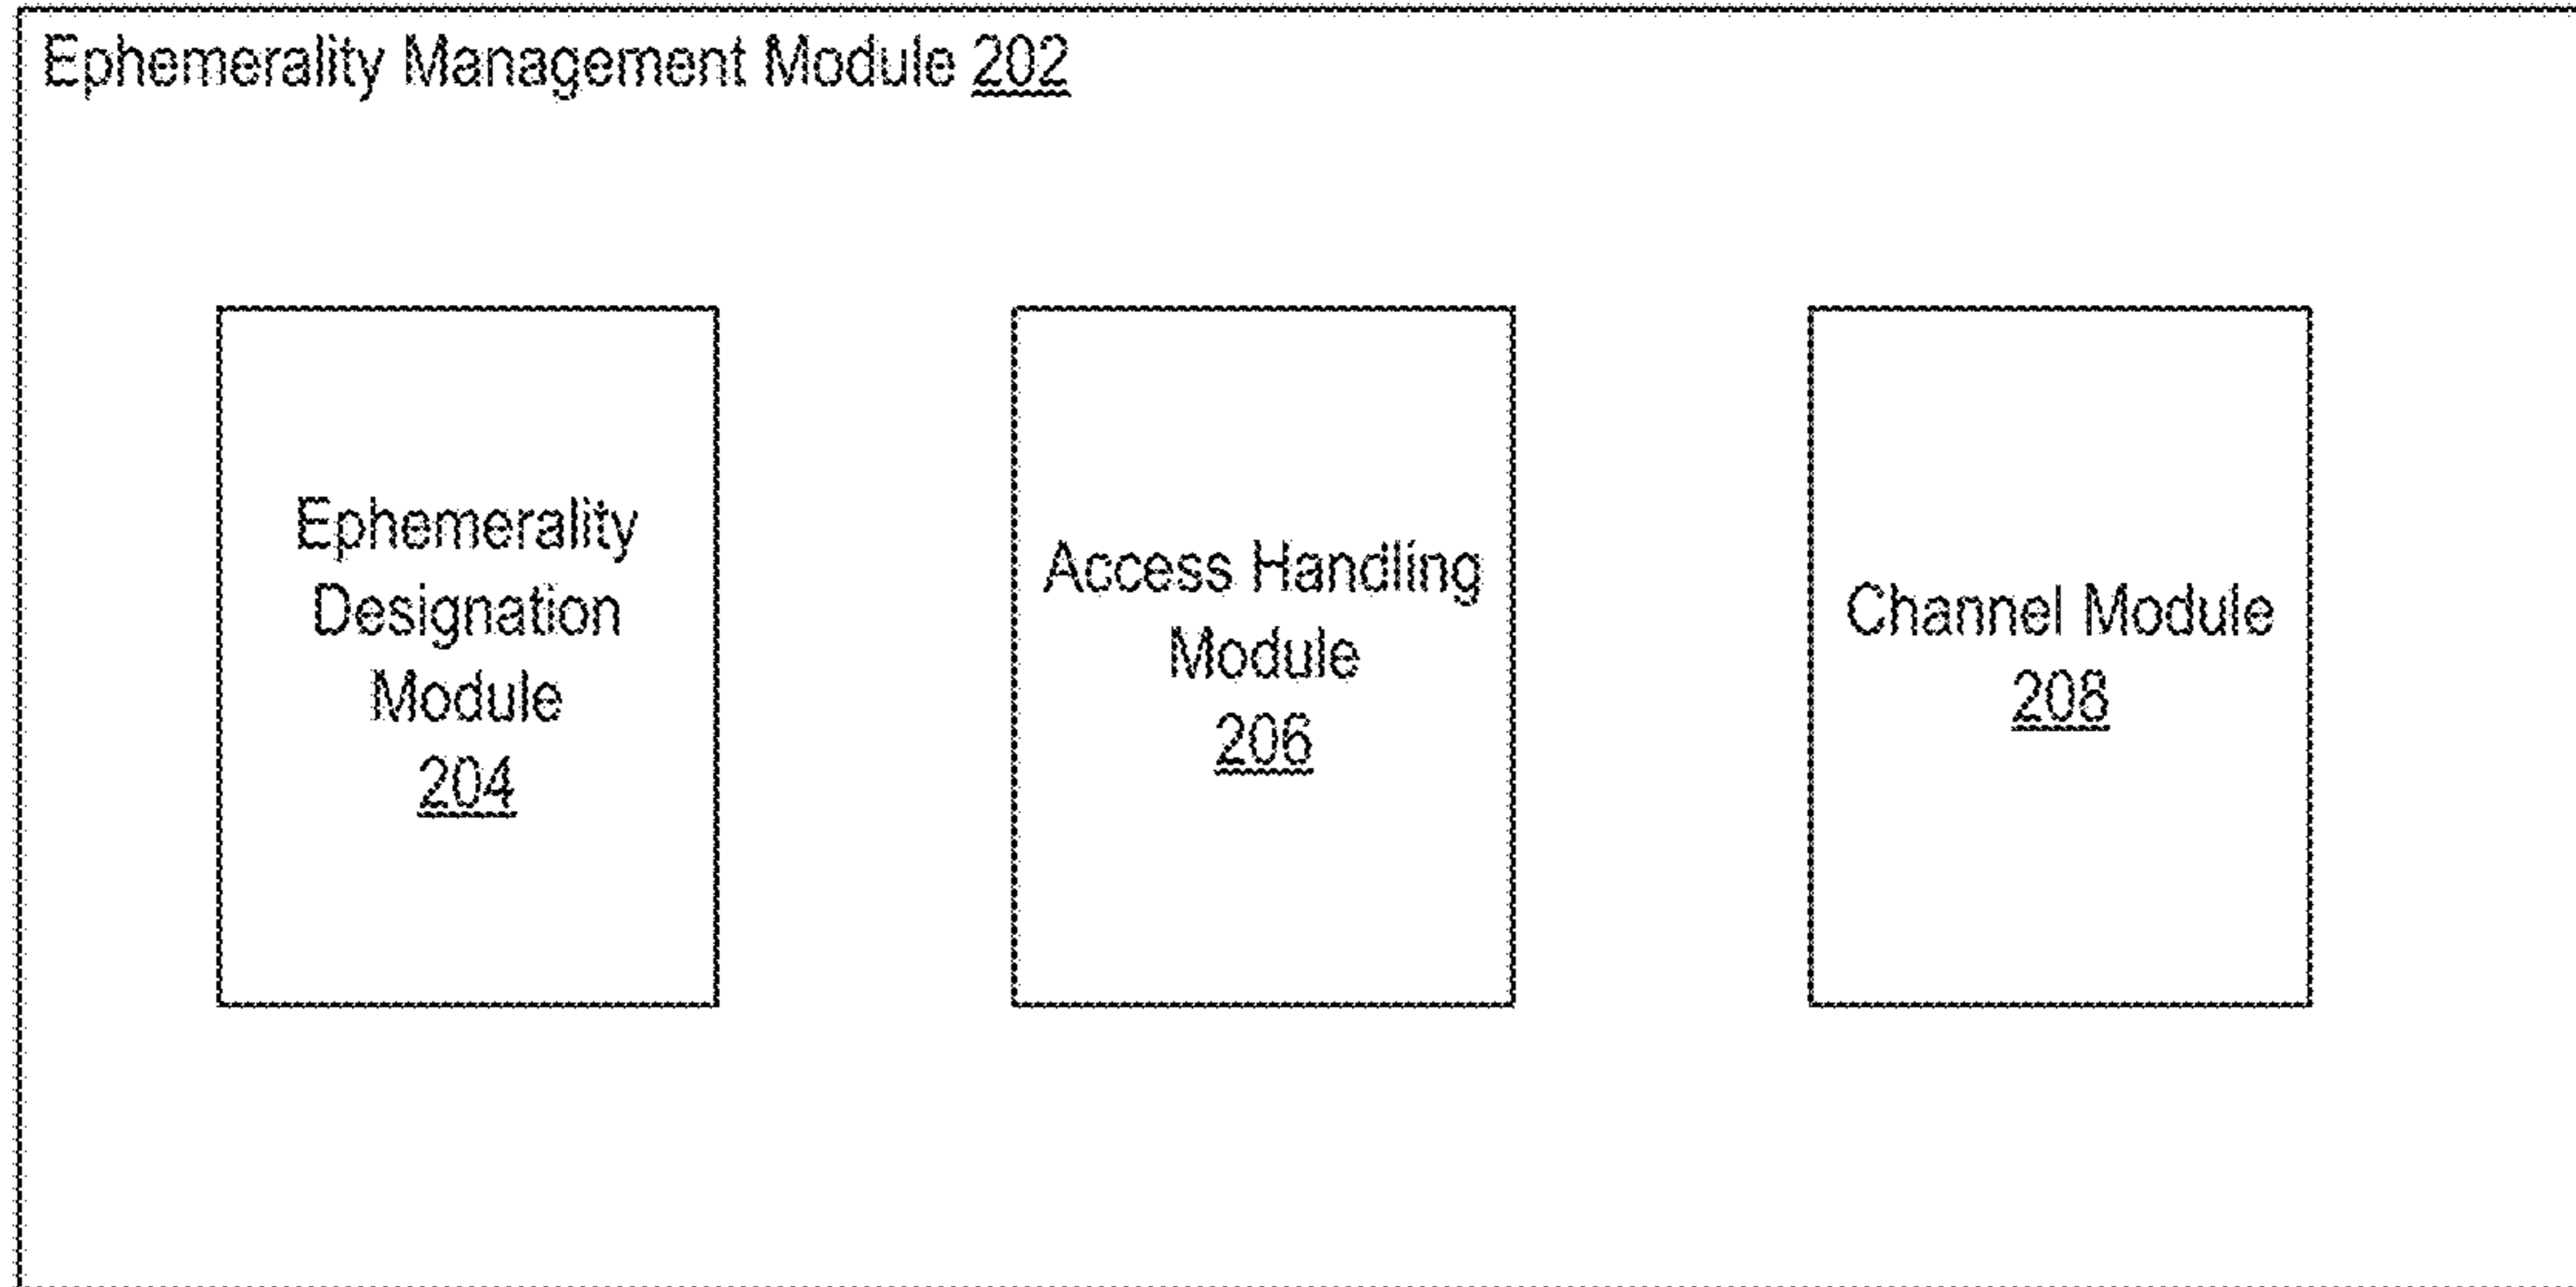 Ephemerality Management Module 202
Ephemerality
Designation
Module
204
Access Handling
Module
206
Channel Module
208